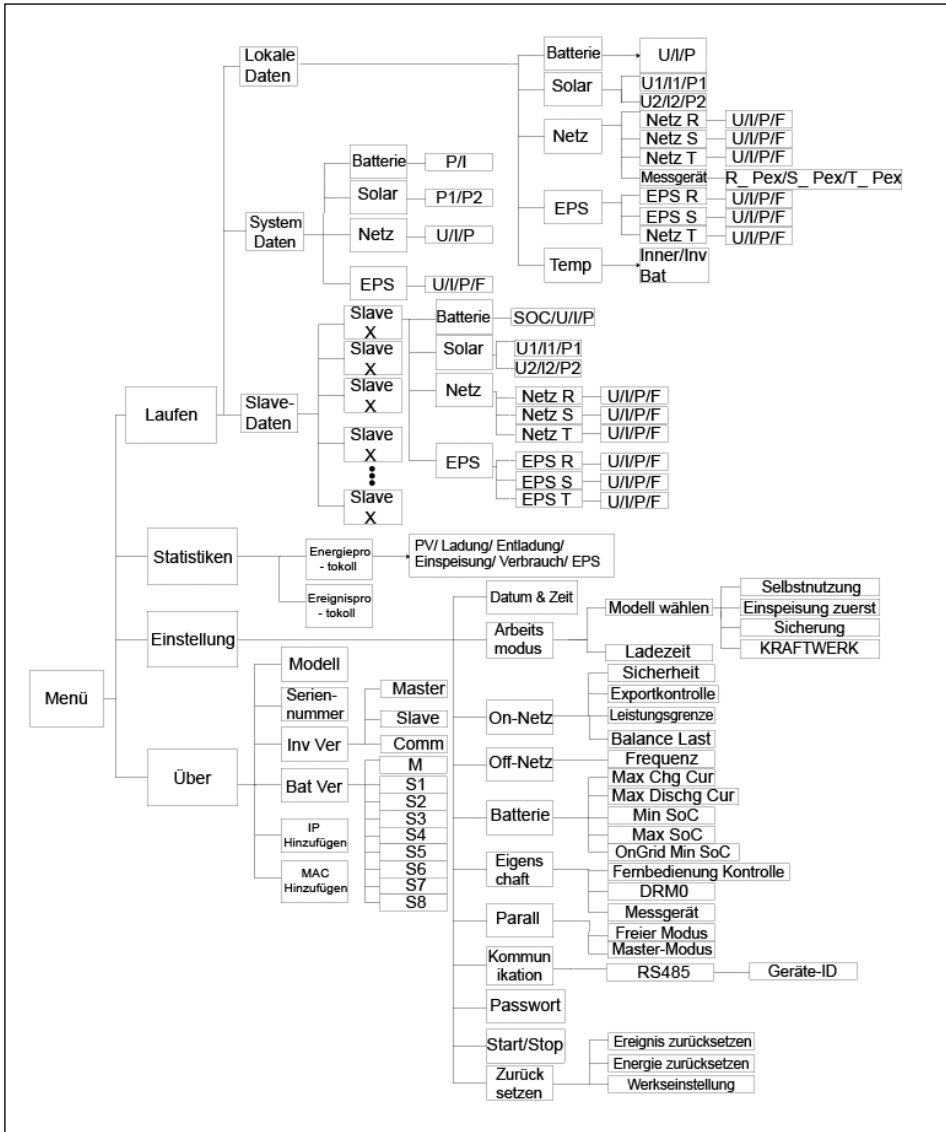 Menü
Laufen
Lokale
Daten
Batterie
U/I/P
Solar
U1/I1/P1
U2/I2/P2
Netz
Netz R
U/I/P/F
Netz S
U/I/P/F
Netz T
U/I/P/F
Messgerät
R_ Pex/S_ Pex/T_ Pex
EPS
EPS R
U/I/P/F
EPS S
U/I/P/F
Netz T
U/I/P/F
Temp
Inner/Inv
Bat
System
Daten
Batterie
P/I
Solar
P1/P2
Netz
U/I/P
EPS
U/I/P/F
Slave-
Daten
Slave
X
Slave
X
Slave
X
Slave
X
Slave
X
Batterie
SOC/U/I/P
Solar
U1/I1/P1
U2/I2/P2
Netz
Netz R
U/I/P/F
Netz S
U/I/P/F
Netz T
U/I/P/F
EPS
EPS R
U/I/P/F
EPS S
U/I/P/F
EPS T
U/I/P/F
Statistiken
Energiepro
- tokoll
PV/ Ladung/ Entladung/
Einspeisung/ Verbrauch/ EPS
Ereignispro
- tokoll
Einstellung
Datum & Zeit
Arbeits
modus
Modell wählen
Selbstnutzung
Einspeisung zuerst
Sicherung
KRAFTWERK
Ladezeit
On-Netz
Sicherheit
Exportkontrolle
Leistungsgrenze
Balance Last
Off-Netz
Frequenz
Batterie
Max Chg Cur
Max Dischg Cur
Min SoC
Max SoC
OnGrid Min SoC
Eigens
chaft
Fernbedienung Kontrolle
DRM0
Messgerät
Parall
Freier Modus
Master-Modus
Kommun
ikation
RS485
Geräte-ID
Passwort
Start/Stop
Zurück
setzen
Ereignis zurücksetzen
Energie zurücksetzen
Werkseinstellung
Über
Modell
Serien-
nummer
Inv Ver
Master
Slave
Comm
Bat Ver
M
S1
S2
S3
S4
S5
S6
S7
S8
IP
Hinzufügen
MAC
Hinzufügen